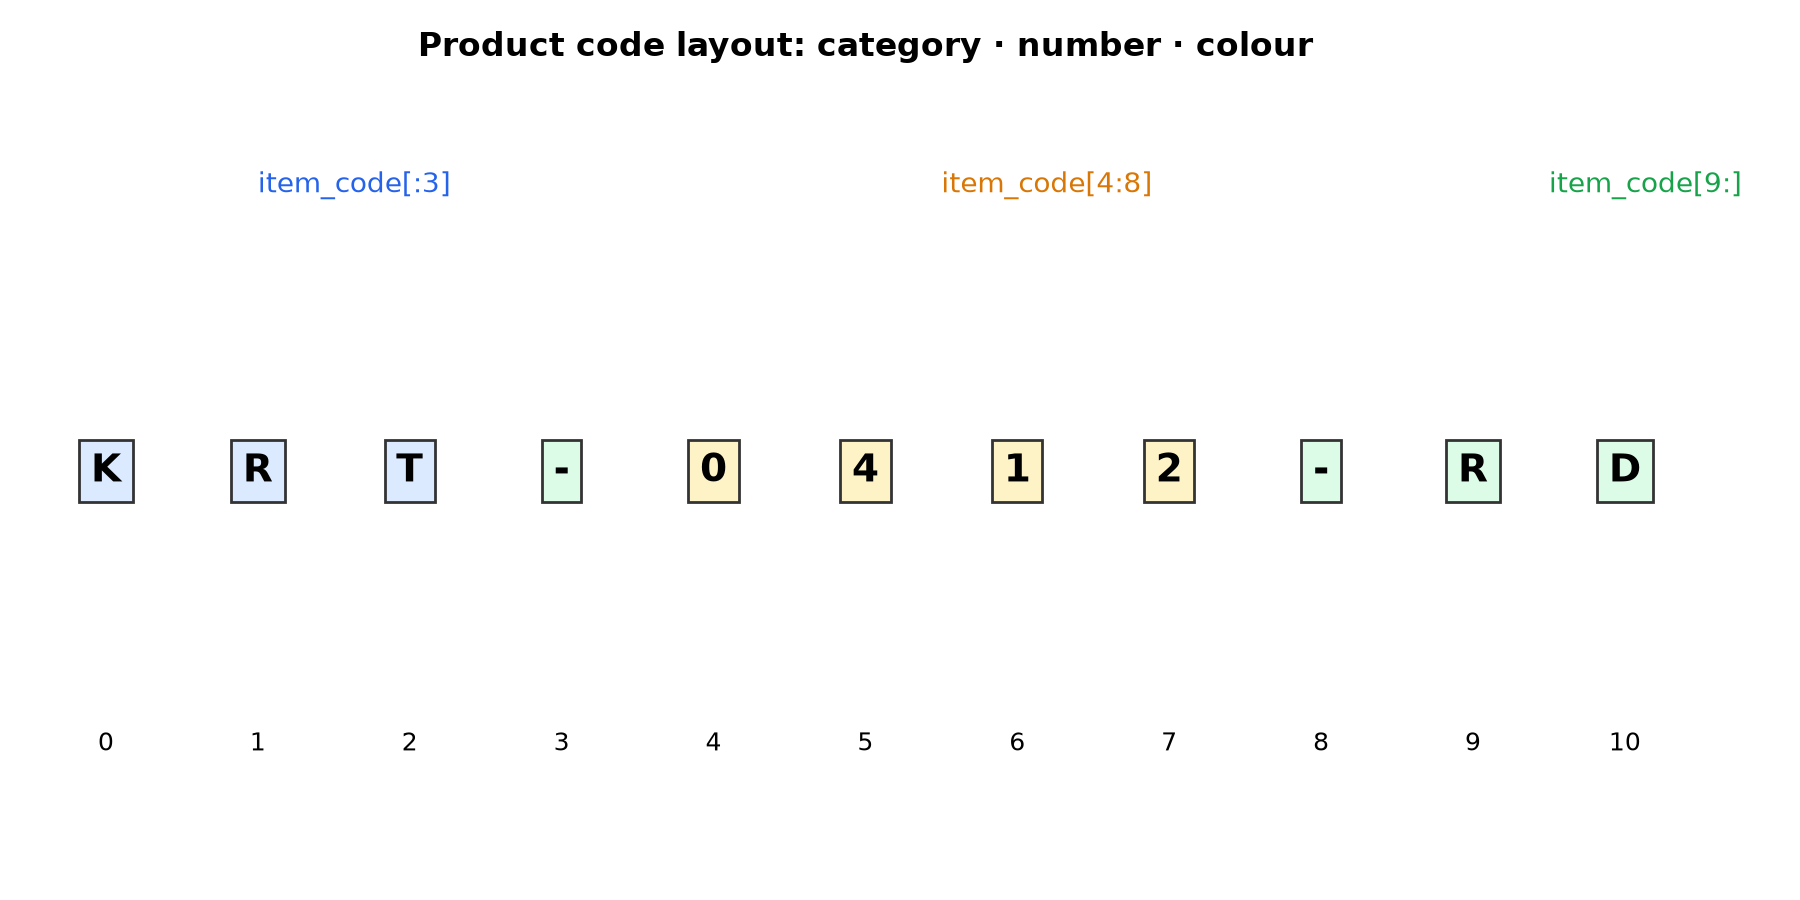 Product code layout: category · number · colour
item_code[:3] item_code[4:8] item_code[9:]
K R T - 0 4 1 2 - R D
0 1 2 3 4 5 6 7 8 9 10